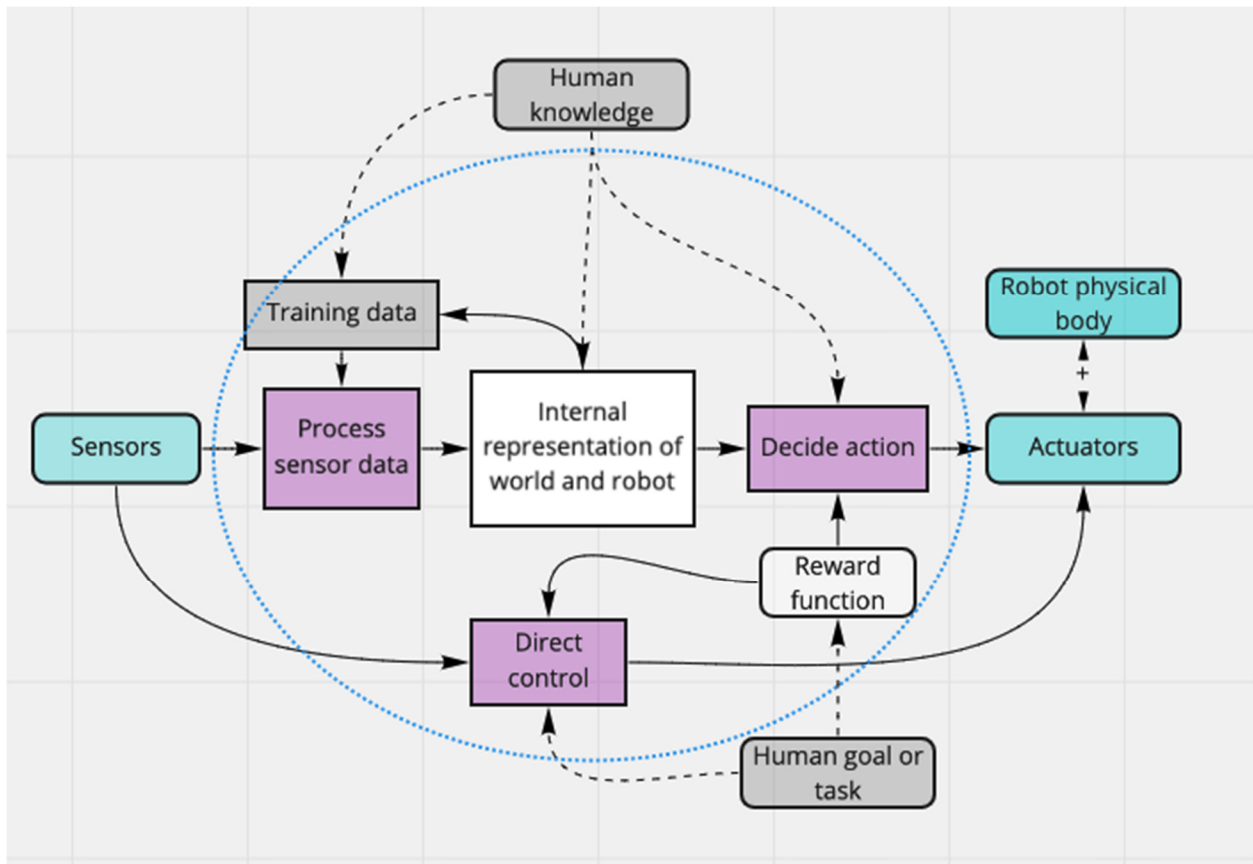 Human
knowledge
Training data
Robot physical
body
+
Sensors
Process
sensor data
Internal
representation of
world and robot
Decide action
Actuators
Reward
function
Direct
control
Human goal or
task